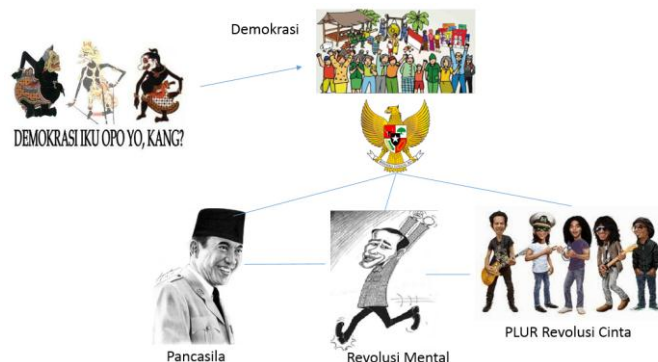 Demokrasi
DEMOKRASI IKU OPO YO, KANG?
PLUR Revolusi Cinta
Pancasila
Revolusi Mental